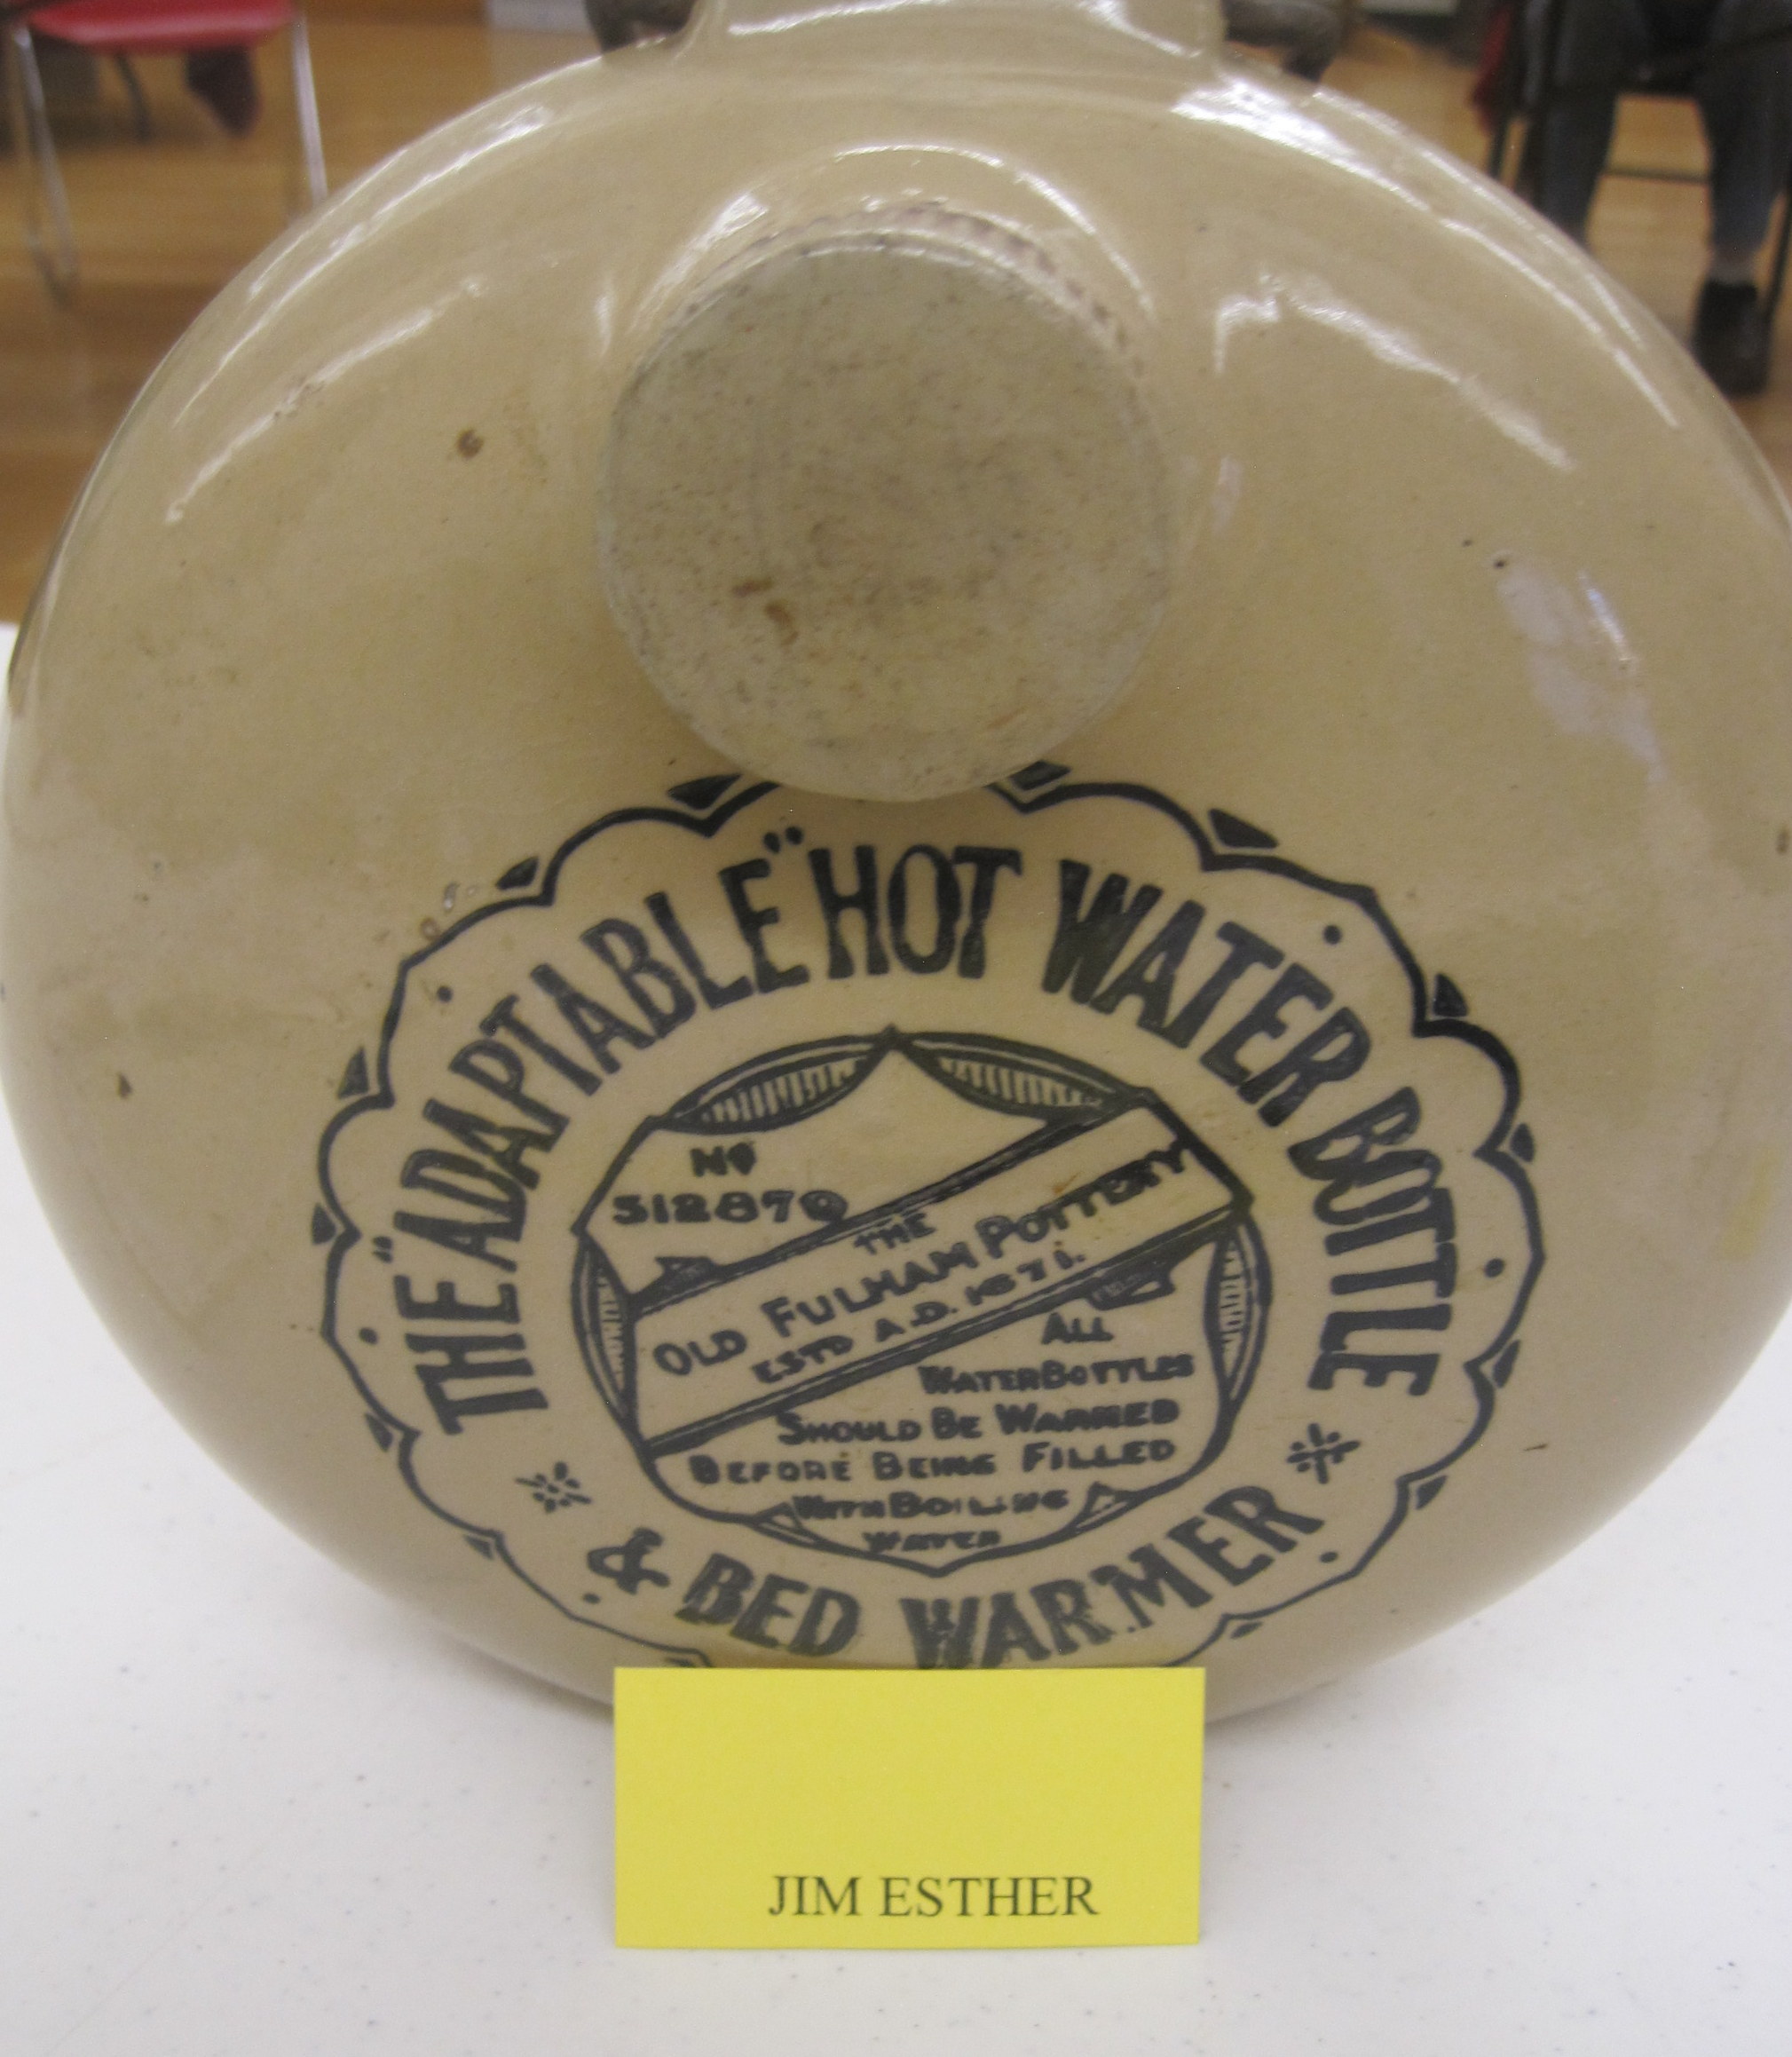 THE "ADAPTABLE" HOT WATER BOTTLE
& BED WARMER
No
312870
THE
OLD FULHAM POTTERY
ESTD A.D. 1671.
ALL
WATER BOTTLES
SHOULD BE WARMED
BEFORE BEING FILLED
WITH BOILING
WATER
JIM ESTHER